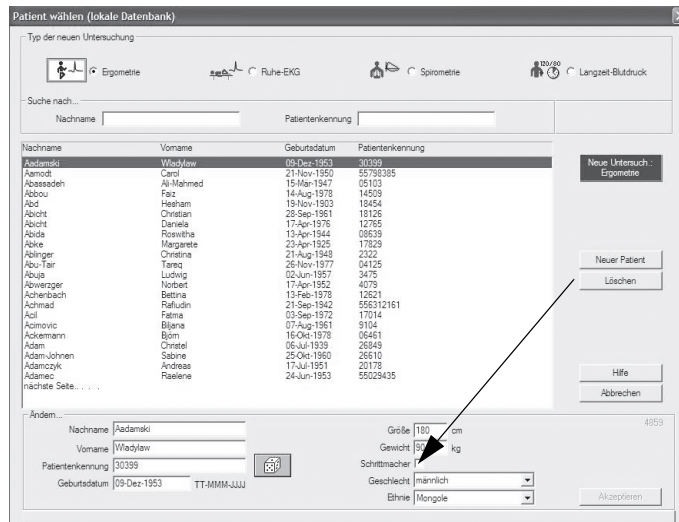 Patient wählen (lokale Datenbank)
Typ der neuen Untersuchung
Ergometrie
Ruhe-EKG
Spirometrie
120/80
Langzeit-Blutdruck
Suche nach...
Nachname
Patientenkennung
Nachname Vorname Geburtsdatum Patientenkennung
Aadamski Wladylaw 09-Dez-1953 30399
Aamodt Carol 21-Nov-1950 55798385
Abassadeh Ali-Mahmed 15-Mär-1947 05103
Abbou Faiz 14-Aug-1978 14509
Abd Hesham 19-Nov-1903 18454
Abicht Christian 28-Sep-1961 18126
Abicht Daniela 17-Apr-1976 12765
Abida Roswitha 13-Apr-1944 08639
Abke Margarete 23-Apr-1925 17829
Ablinger Christina 21-Aug-1948 2322
Abu-Tair Tareq 26-Nov-1977 04125
Abuja Ludwig 02-Jun-1957 3475
Abwerzger Norbert 17-Apr-1952 4079
Achenbach Bettina 13-Feb-1978 12621
Achmad Rafiudin 21-Sep-1942 556312161
Acil Fatma 03-Sep-1972 17014
Acimovic Biljana 07-Aug-1961 9104
Ackermann Björn 16-Okt-1978 06461
Adam Christel 06-Jul-1939 26849
Adam-Johnen Sabine 25-Okt-1960 26610
Adamczyk Andreas 17-Jul-1951 20178
Adamec Raelene 24-Jun-1953 55029435
nächste Seite.. . . .
Neue Untersuch.:
Ergometrie
Neuer Patient
Löschen
Hilfe
Abbrechen
Ändern...
Nachname Aadamski
Vorname Wladylaw
Patientenkennung 30399
Geburtsdatum 09-Dez-1953 TT-MMM-JJJJ
Größe 180 cm
Gewicht 90 kg
Schrittmacher
Geschlecht männlich
Ethnie Mongole
4859
Akzeptieren